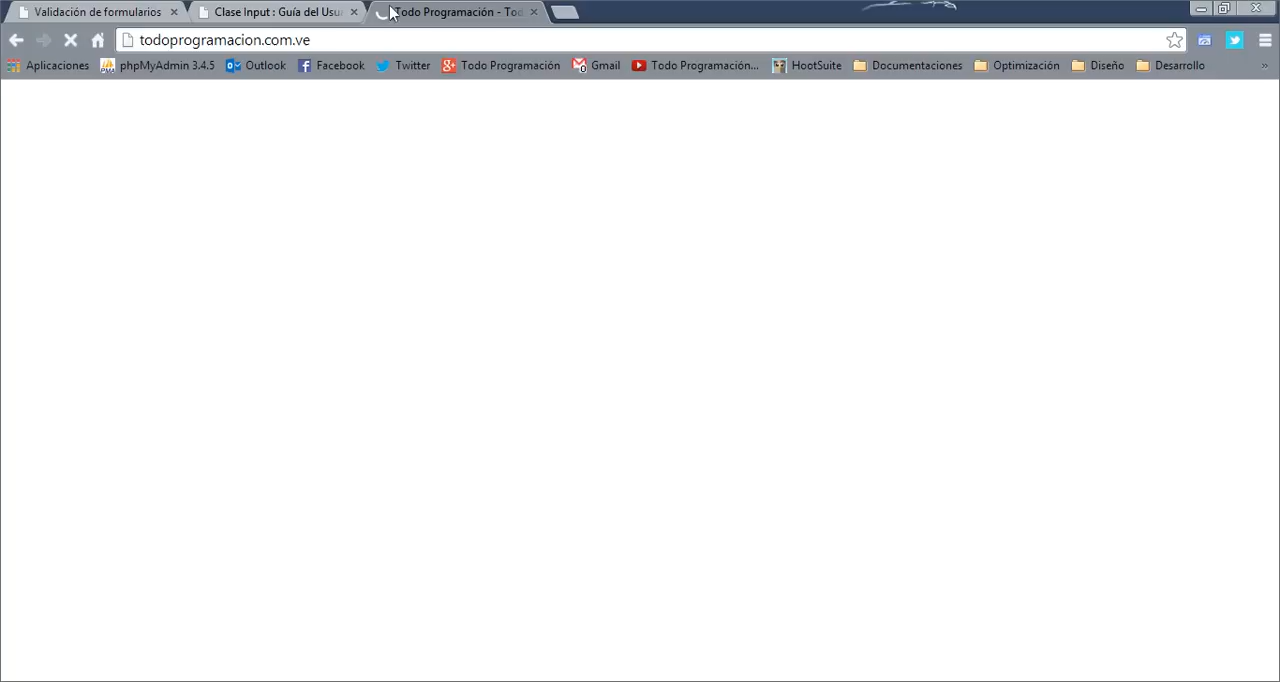 Validación de formularios Clase Input : Guía del Usu Todo Programación - Tod
todoprogramacion.com.ve
Aplicaciones phpMyAdmin 3.4.5 Outlook Facebook Twitter Todo Programación Gmail Todo Programación... HootSuite Documentaciones Optimización Diseño Desarrollo »